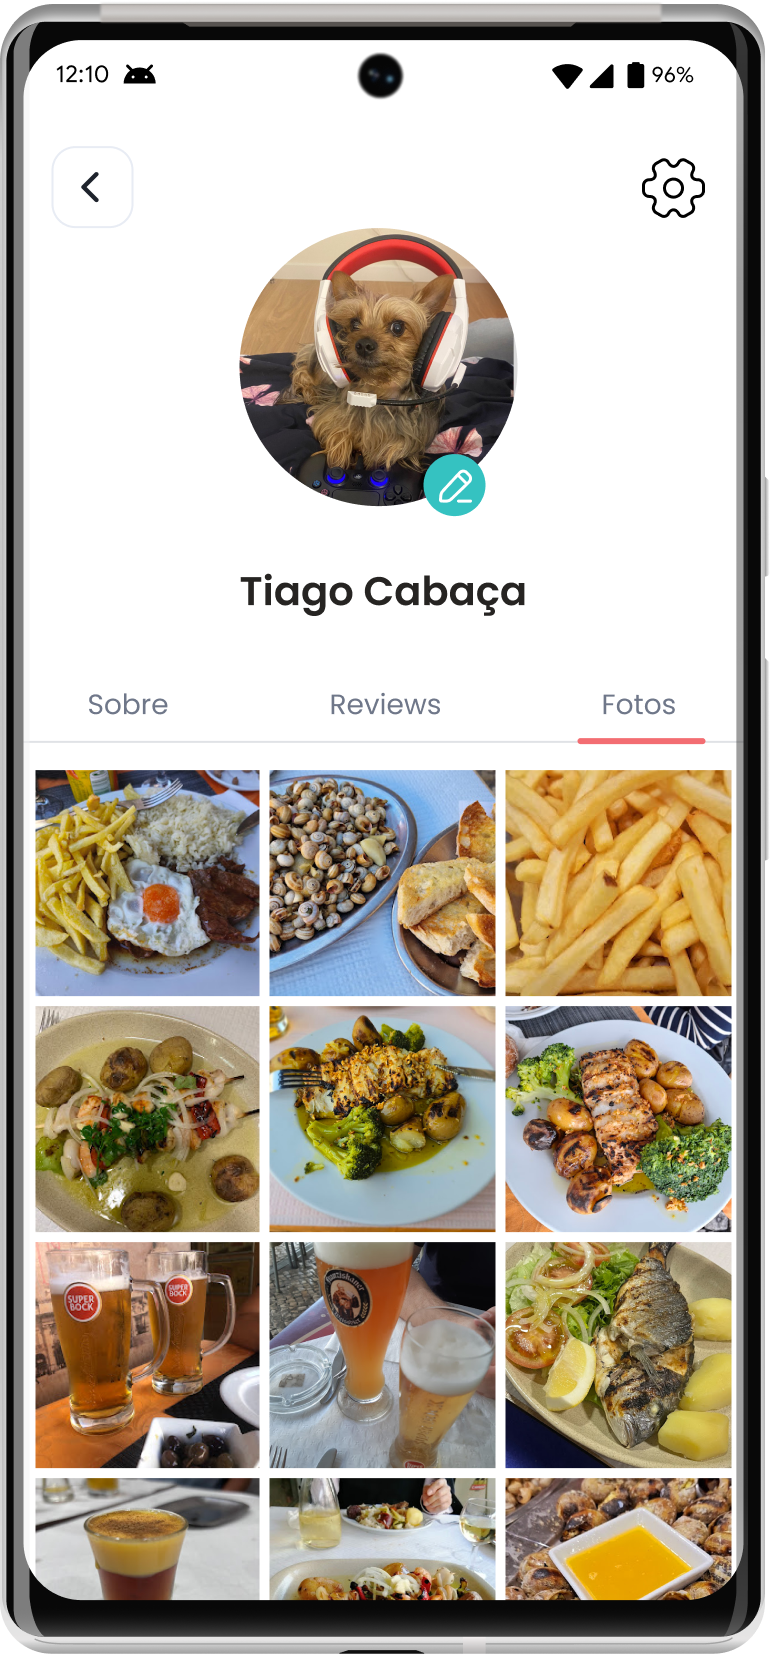 12:10
96%
Tiago Cabaça
Sobre
Reviews
Fotos
SUPER
BOCK
SUPER
BOCK